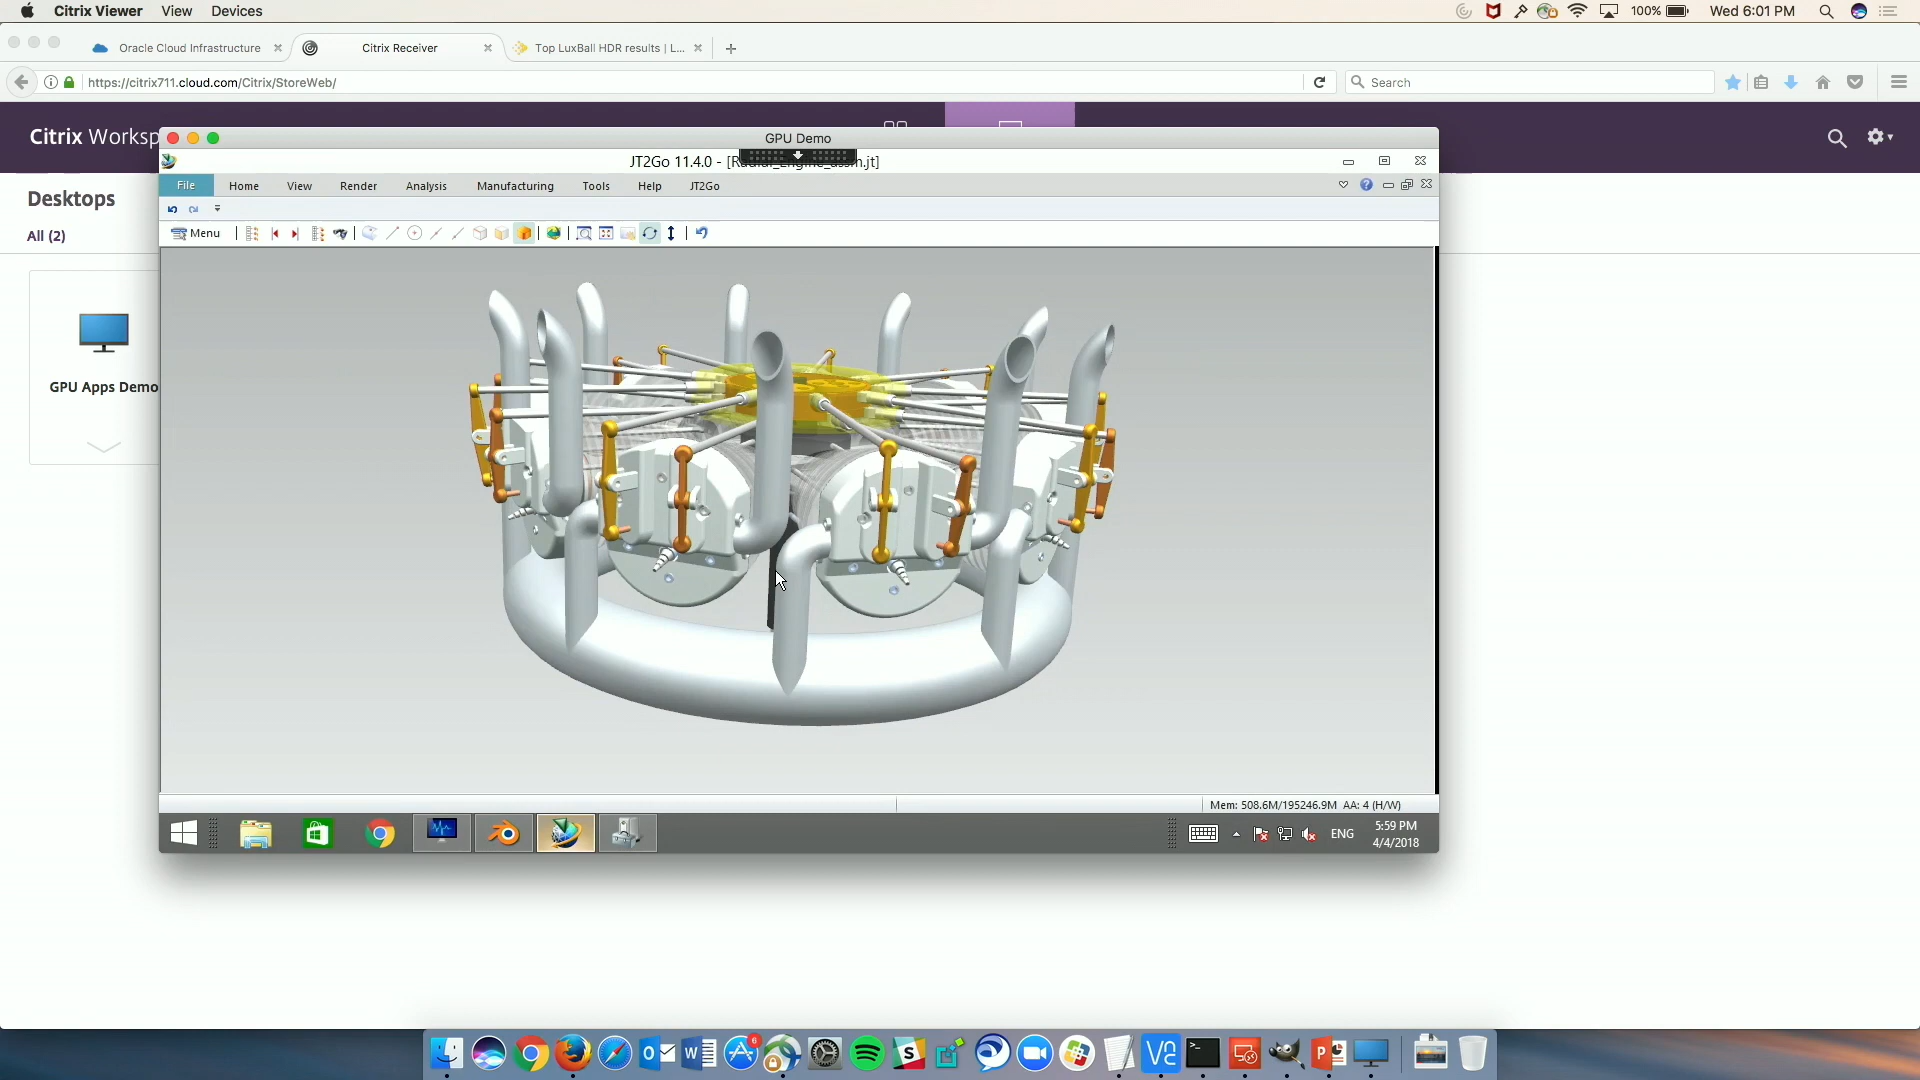 Citrix Viewer View Devices 100% Wed 6:01 PM
Oracle Cloud Infrastructure Citrix Receiver Top LuxBall HDR results | L...
https://citrix711.cloud.com/Citrix/StoreWeb/ Search
Citrix Worksp
GPU Demo
JT2Go 11.4.0 - [Radial_Engine_assm.jt]
File Home View Render Analysis Manufacturing Tools Help JT2Go
Menu
Desktops
All (2)
GPU Apps Demo
Mem: 508.6M/195246.9M AA: 4 (H/W)
ENG 5:59 PM
4/4/2018
6